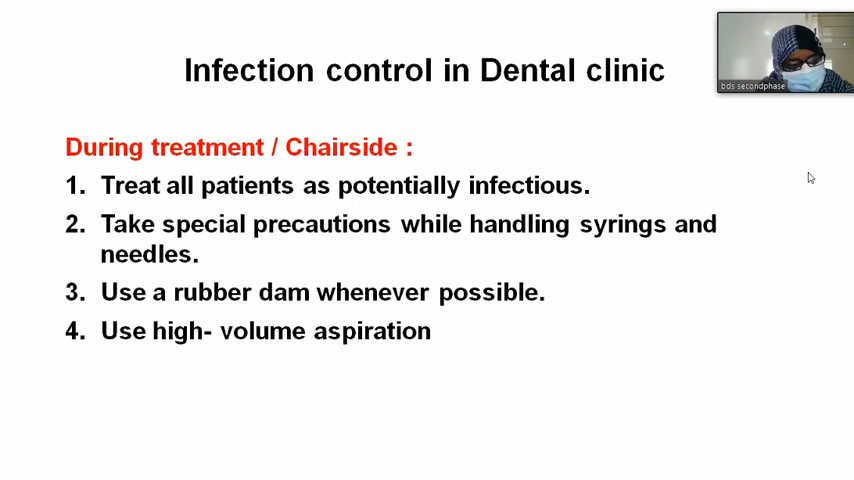 Infection control in Dental clinic
bds secondphase
During treatment / Chairside :
1. Treat all patients as potentially infectious.
2. Take special precautions while handling syrings and
needles.
3. Use a rubber dam whenever possible.
4. Use high- volume aspiration